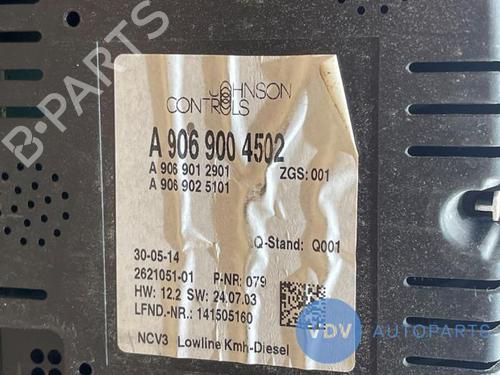 JOHNSON
CONTROLS
A 906 900 4502
A 906 901 2901 ZGS: 001
A 906 902 5101
Q-Stand: Q001
30-05-14
2621051-01 P-NR: 079
HW: 12.2 SW: 24.07.03
LFND.-NR.: 141505160
NCV3 Lowline Kmh-Diesel
B-PARTS
VDV AUTOPARTS